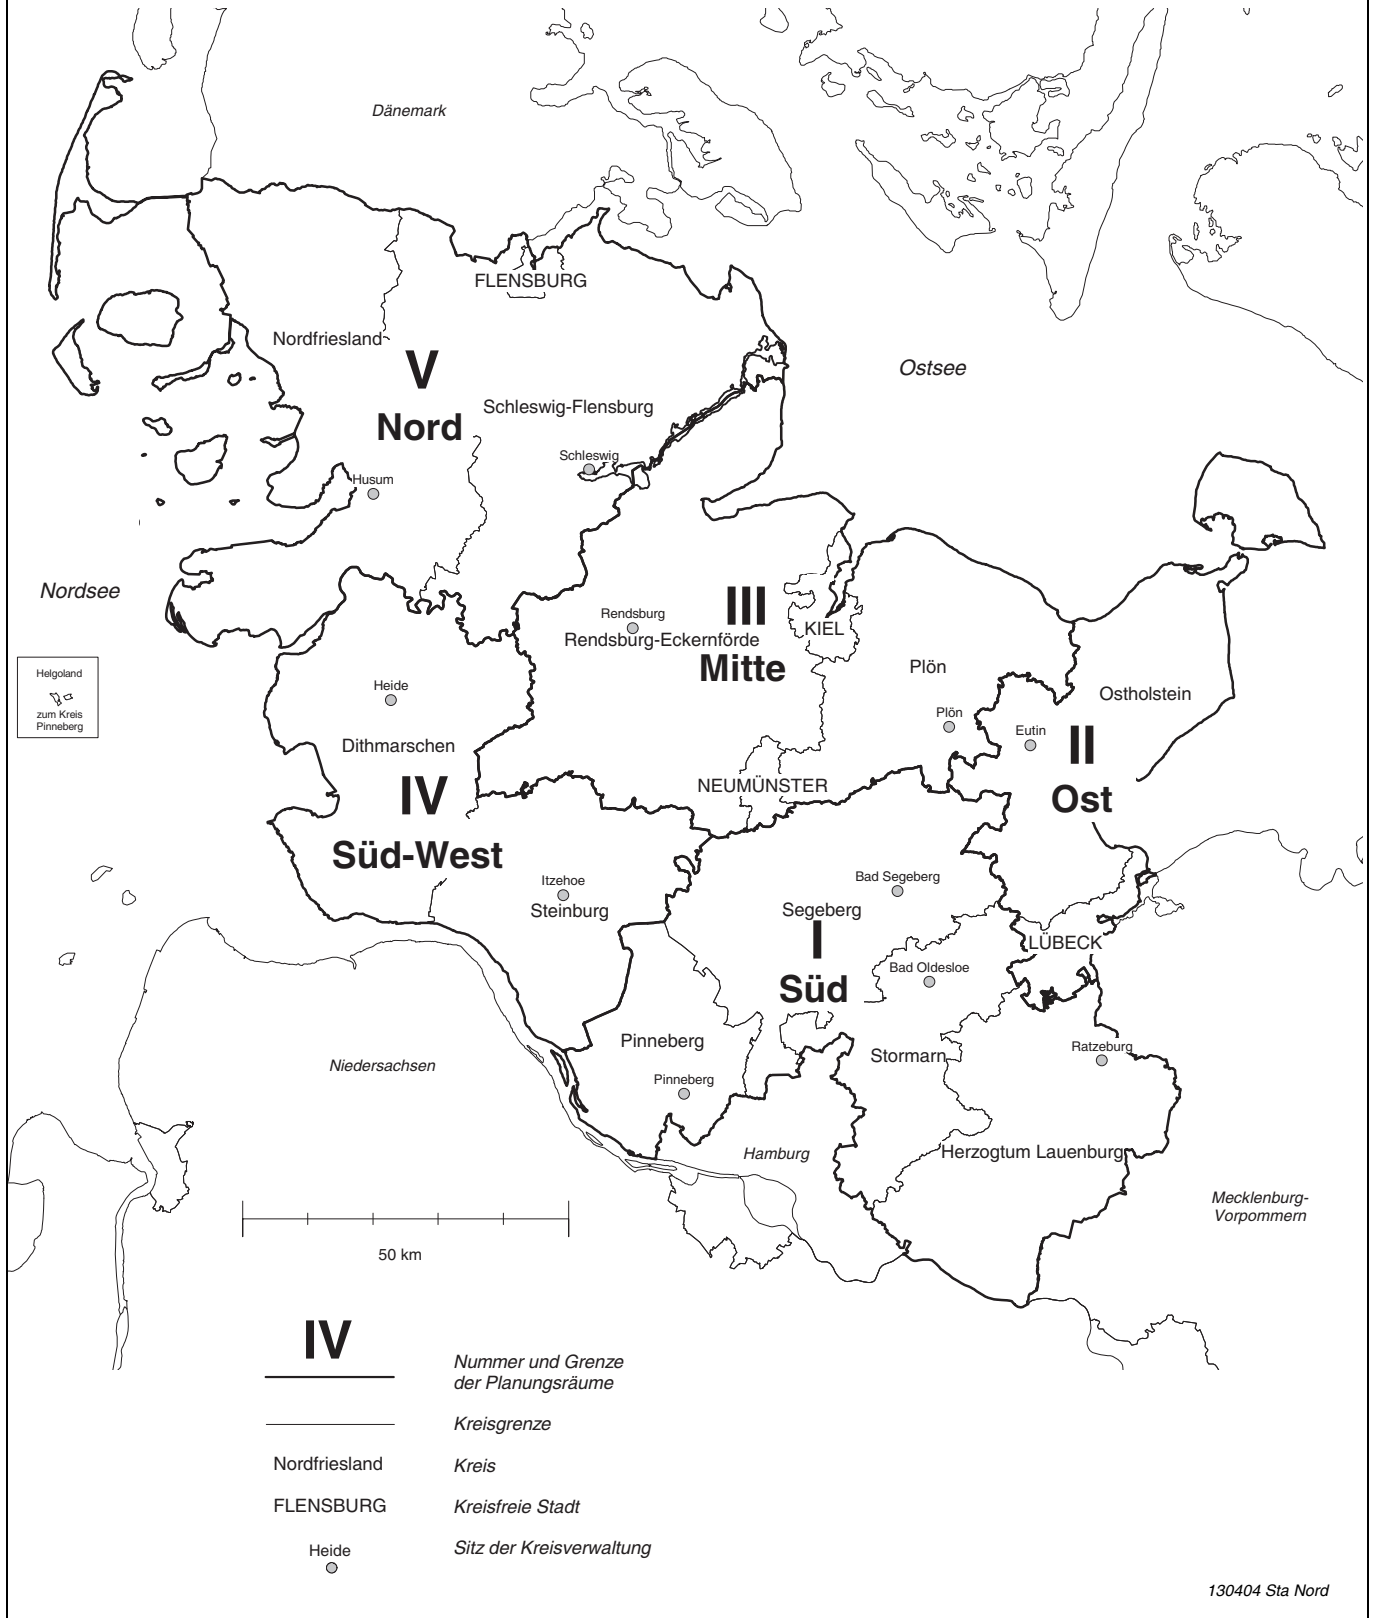 Dänemark
FLENSBURG
Nordfriesland
V
Nord
Ostsee
Schleswig-Flensburg
Schleswig
Husum
Nordsee
III
Rendsburg
Rendsburg-Eckernförde
KIEL
Mitte
Plön
Helgoland
zum Kreis
Pinneberg
Heide
Ostholstein
Plön
Eutin
Dithmarschen
II
Ost
IV
NEUMÜNSTER
Süd-West
Itzehoe
Steinburg
Bad Segeberg
Segeberg
I
Süd
LÜBECK
Bad Oldesloe
Pinneberg
Stormarn
Ratzeburg
Niedersachsen
Pinneberg
Hamburg
Herzogtum Lauenburg
Mecklenburg-
Vorpommern
50 km
IV
Nummer und Grenze
der Planungsräume
Kreisgrenze
Nordfriesland
Kreis
FLENSBURG
Kreisfreie Stadt
Heide
Sitz der Kreisverwaltung
130404 Sta Nord